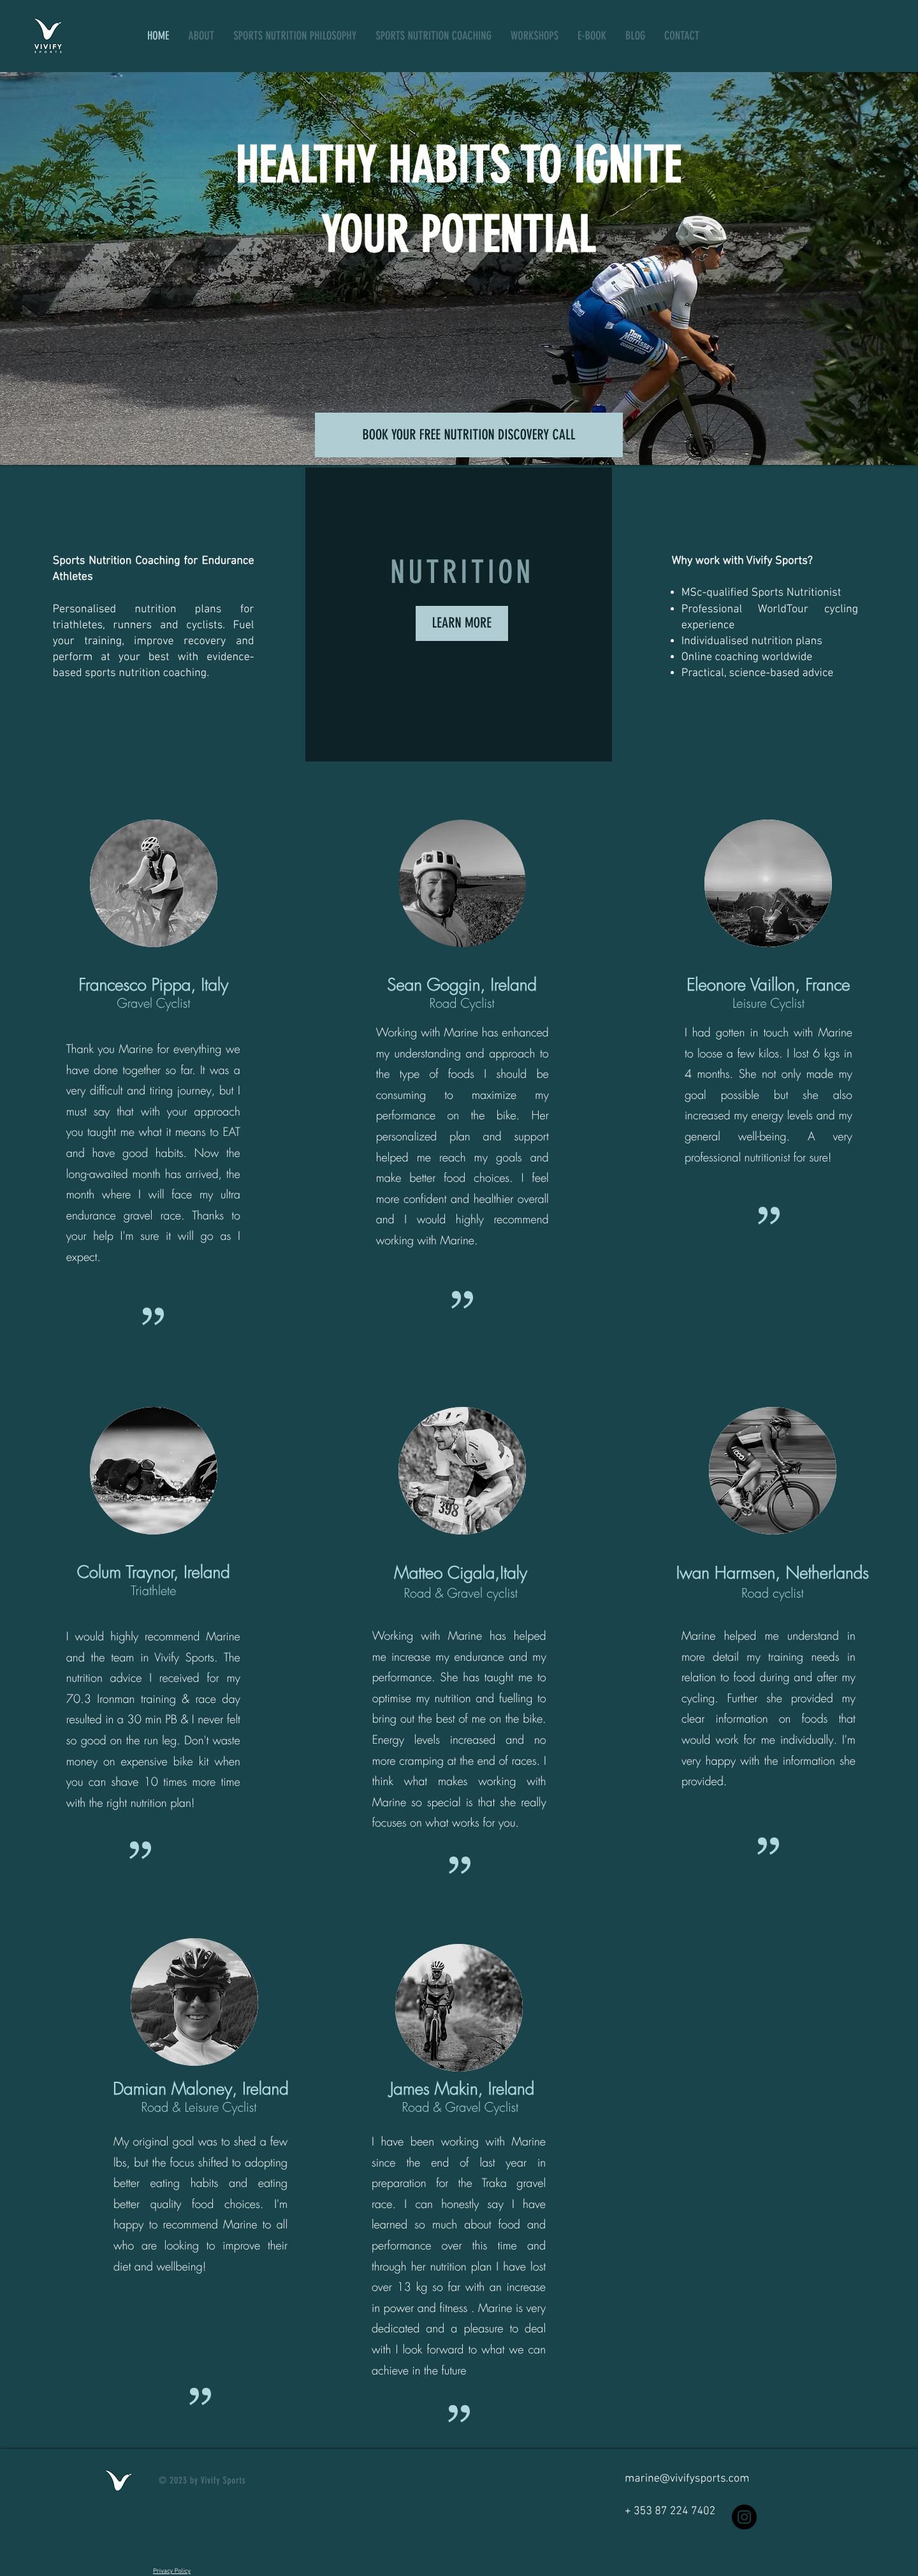 VIVIFY
SPORTS
HOME ABOUT SPORTS NUTRITION PHILOSOPHY SPORTS NUTRITION COACHING WORKSHOPS E-BOOK BLOG CONTACT
HEALTHY HABITS TO IGNITE
YOUR POTENTIAL
Dan
Morrissey
BOOK YOUR FREE NUTRITION DISCOVERY CALL
Sports Nutrition Coaching for Endurance
Athletes
Personalised nutrition plans for
triathletes, runners and cyclists. Fuel
your training, improve recovery and
perform at your best with evidence-
based sports nutrition coaching.
NUTRITION
LEARN MORE
Why work with Vivify Sports?
• MSc-qualified Sports Nutritionist
• Professional WorldTour cycling
experience
• Individualised nutrition plans
• Online coaching worldwide
• Practical, science-based advice
Francesco Pippa, Italy
Gravel Cyclist
Thank you Marine for everything we
have done together so far. It was a
very difficult and tiring journey, but I
must say that with your approach
you taught me what it means to EAT
and have good habits. Now the
long-awaited month has arrived, the
month where I will face my ultra
endurance gravel race. Thanks to
your help I'm sure it will go as I
expect.
”
Sean Goggin, Ireland
Road Cyclist
Working with Marine has enhanced
my understanding and approach to
the type of foods I should be
consuming to maximize my
performance on the bike. Her
personalized plan and support
helped me reach my goals and
make better food choices. I feel
more confident and healthier overall
and I would highly recommend
working with Marine.
”
Eleonore Vaillon, France
Leisure Cyclist
I had gotten in touch with Marine
to loose a few kilos. I lost 6 kgs in
4 months. She not only made my
goal possible but she also
increased my energy levels and my
general well-being. A very
professional nutritionist for sure!
”
Colum Traynor, Ireland
Triathlete
I would highly recommend Marine
and the team in Vivify Sports. The
nutrition advice I received for my
70.3 Ironman training & race day
resulted in a 30 min PB & I never felt
so good on the run leg. Don't waste
money on expensive bike kit when
you can shave 10 times more time
with the right nutrition plan!
”
398
Matteo Cigala,Italy
Road & Gravel cyclist
Working with Marine has helped
me increase my endurance and my
performance. She has taught me to
optimise my nutrition and fuelling to
bring out the best of me on the bike.
Energy levels increased and no
more cramping at the end of races. I
think what makes working with
Marine so special is that she really
focuses on what works for you.
”
Iwan Harmsen, Netherlands
Road cyclist
Marine helped me understand in
more detail my training needs in
relation to food during and after my
cycling. Further she provided my
clear information on foods that
would work for me individually. I'm
very happy with the information she
provided.
”
Damian Maloney, Ireland
Road & Leisure Cyclist
My original goal was to shed a few
lbs, but the focus shifted to adopting
better eating habits and eating
better quality food choices. I'm
happy to recommend Marine to all
who are looking to improve their
diet and wellbeing!
”
James Makin, Ireland
Road & Gravel Cyclist
I have been working with Marine
since the end of last year in
preparation for the Traka gravel
race. I can honestly say I have
learned so much about food and
performance over this time and
through her nutrition plan I have lost
over 13 kg so far with an increase
in power and fitness . Marine is very
dedicated and a pleasure to deal
with I look forward to what we can
achieve in the future
”
© 2023 by Vivify Sports
marine@vivifysports.com
+ 353 87 224 7402
Privacy Policy